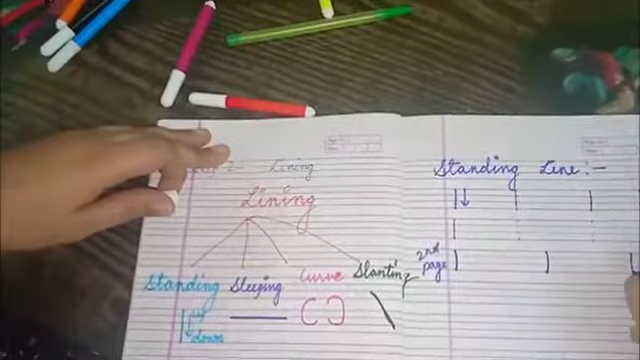 Lining
Lining
Standing Sleeping Curve Slanting
up
down
Standing Line :-
2nd
page